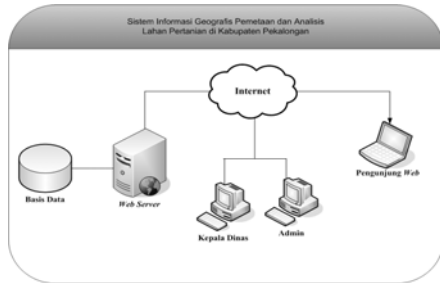 Sistem Informasi Geografis Pemetaan dan Analisis
Lahan Pertanian di Kabupaten Pekalongan
Internet
Basis Data
Web Server
Kepala Dinas
Admin
Pengunjung Web